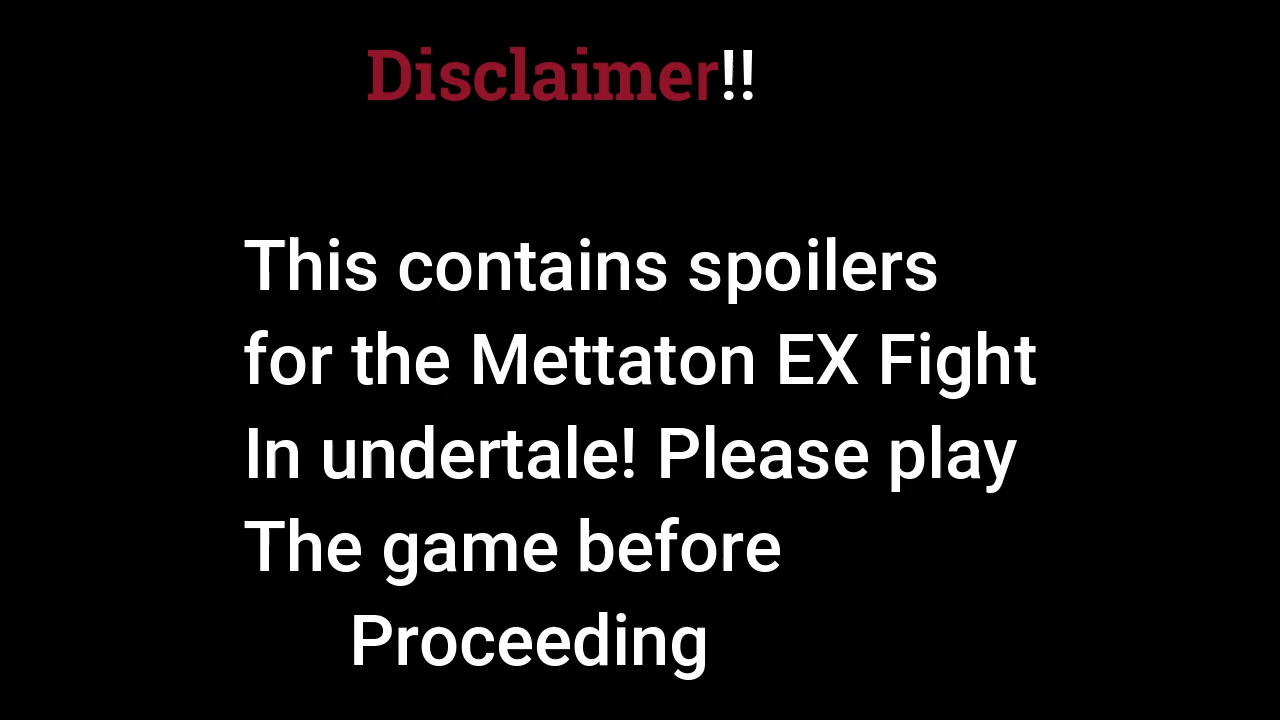 Disclaimer!!
This contains spoilers
for the Mettaton EX Fight
In undertale! Please play
The game before
Proceeding